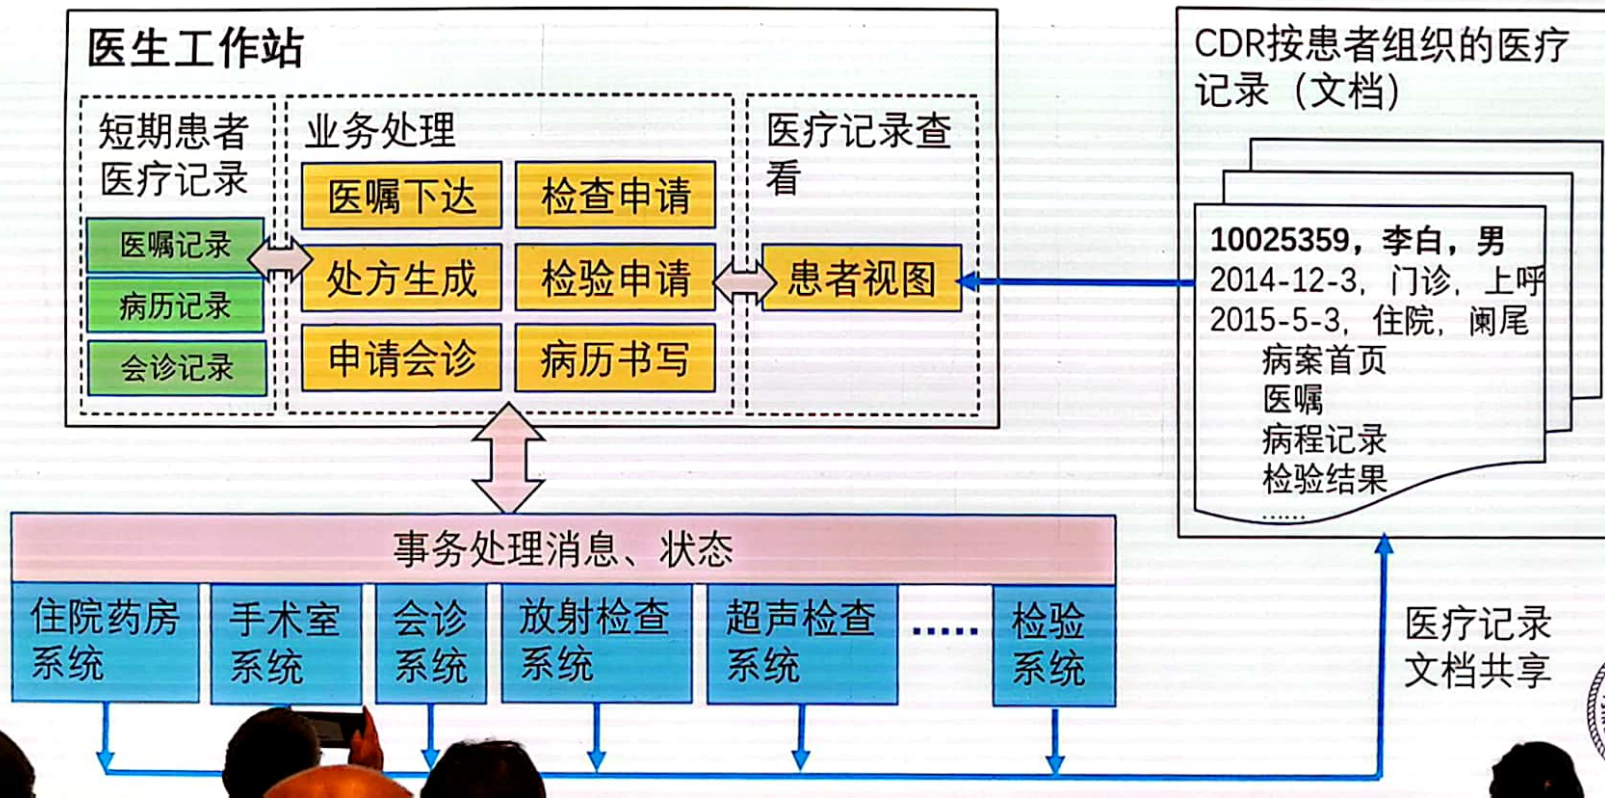 医生工作站
短期患者
医疗记录
医嘱记录
病历记录
会诊记录
业务处理
医嘱下达
检查申请
处方生成
检验申请
申请会诊
病历书写
医疗记录查
看
患者视图
CDR按患者组织的医疗
记录（文档）
10025359，李白，男
2014-12-3，门诊，上呼
2015-5-3，住院，阑尾
病案首页
医嘱
病程记录
检验结果
……
事务处理消息、状态
住院药房
系统
手术室
系统
会诊
系统
放射检查
系统
超声检查
系统
……
检验
系统
医疗记录
文档共享